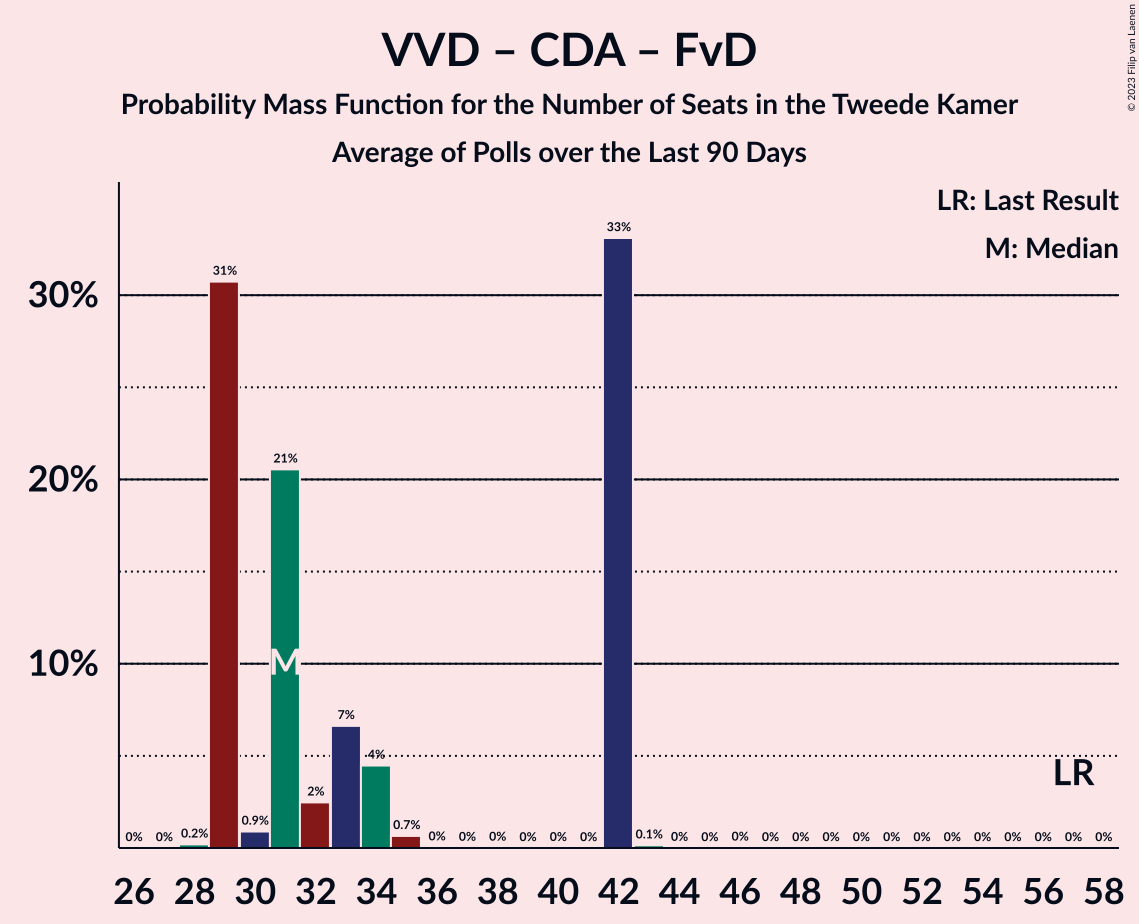 VVD – CDA – FvD
Probability Mass Function for the Number of Seats in the Tweede Kamer
Average of Polls over the Last 90 Days
© 2023 Filip van Laenen
LR: Last Result
M: Median
30%
20%
10%
0% 0% 0.2% 31% 0.9% 21% 2% 7% 4% 0.7% 0% 0% 0% 0% 0% 0% 33% 0.1% 0% 0% 0% 0% 0% 0% 0% 0% 0% 0% 0% 0% 0% 0% 0%
M
LR
26 28 30 32 34 36 38 40 42 44 46 48 50 52 54 56 58